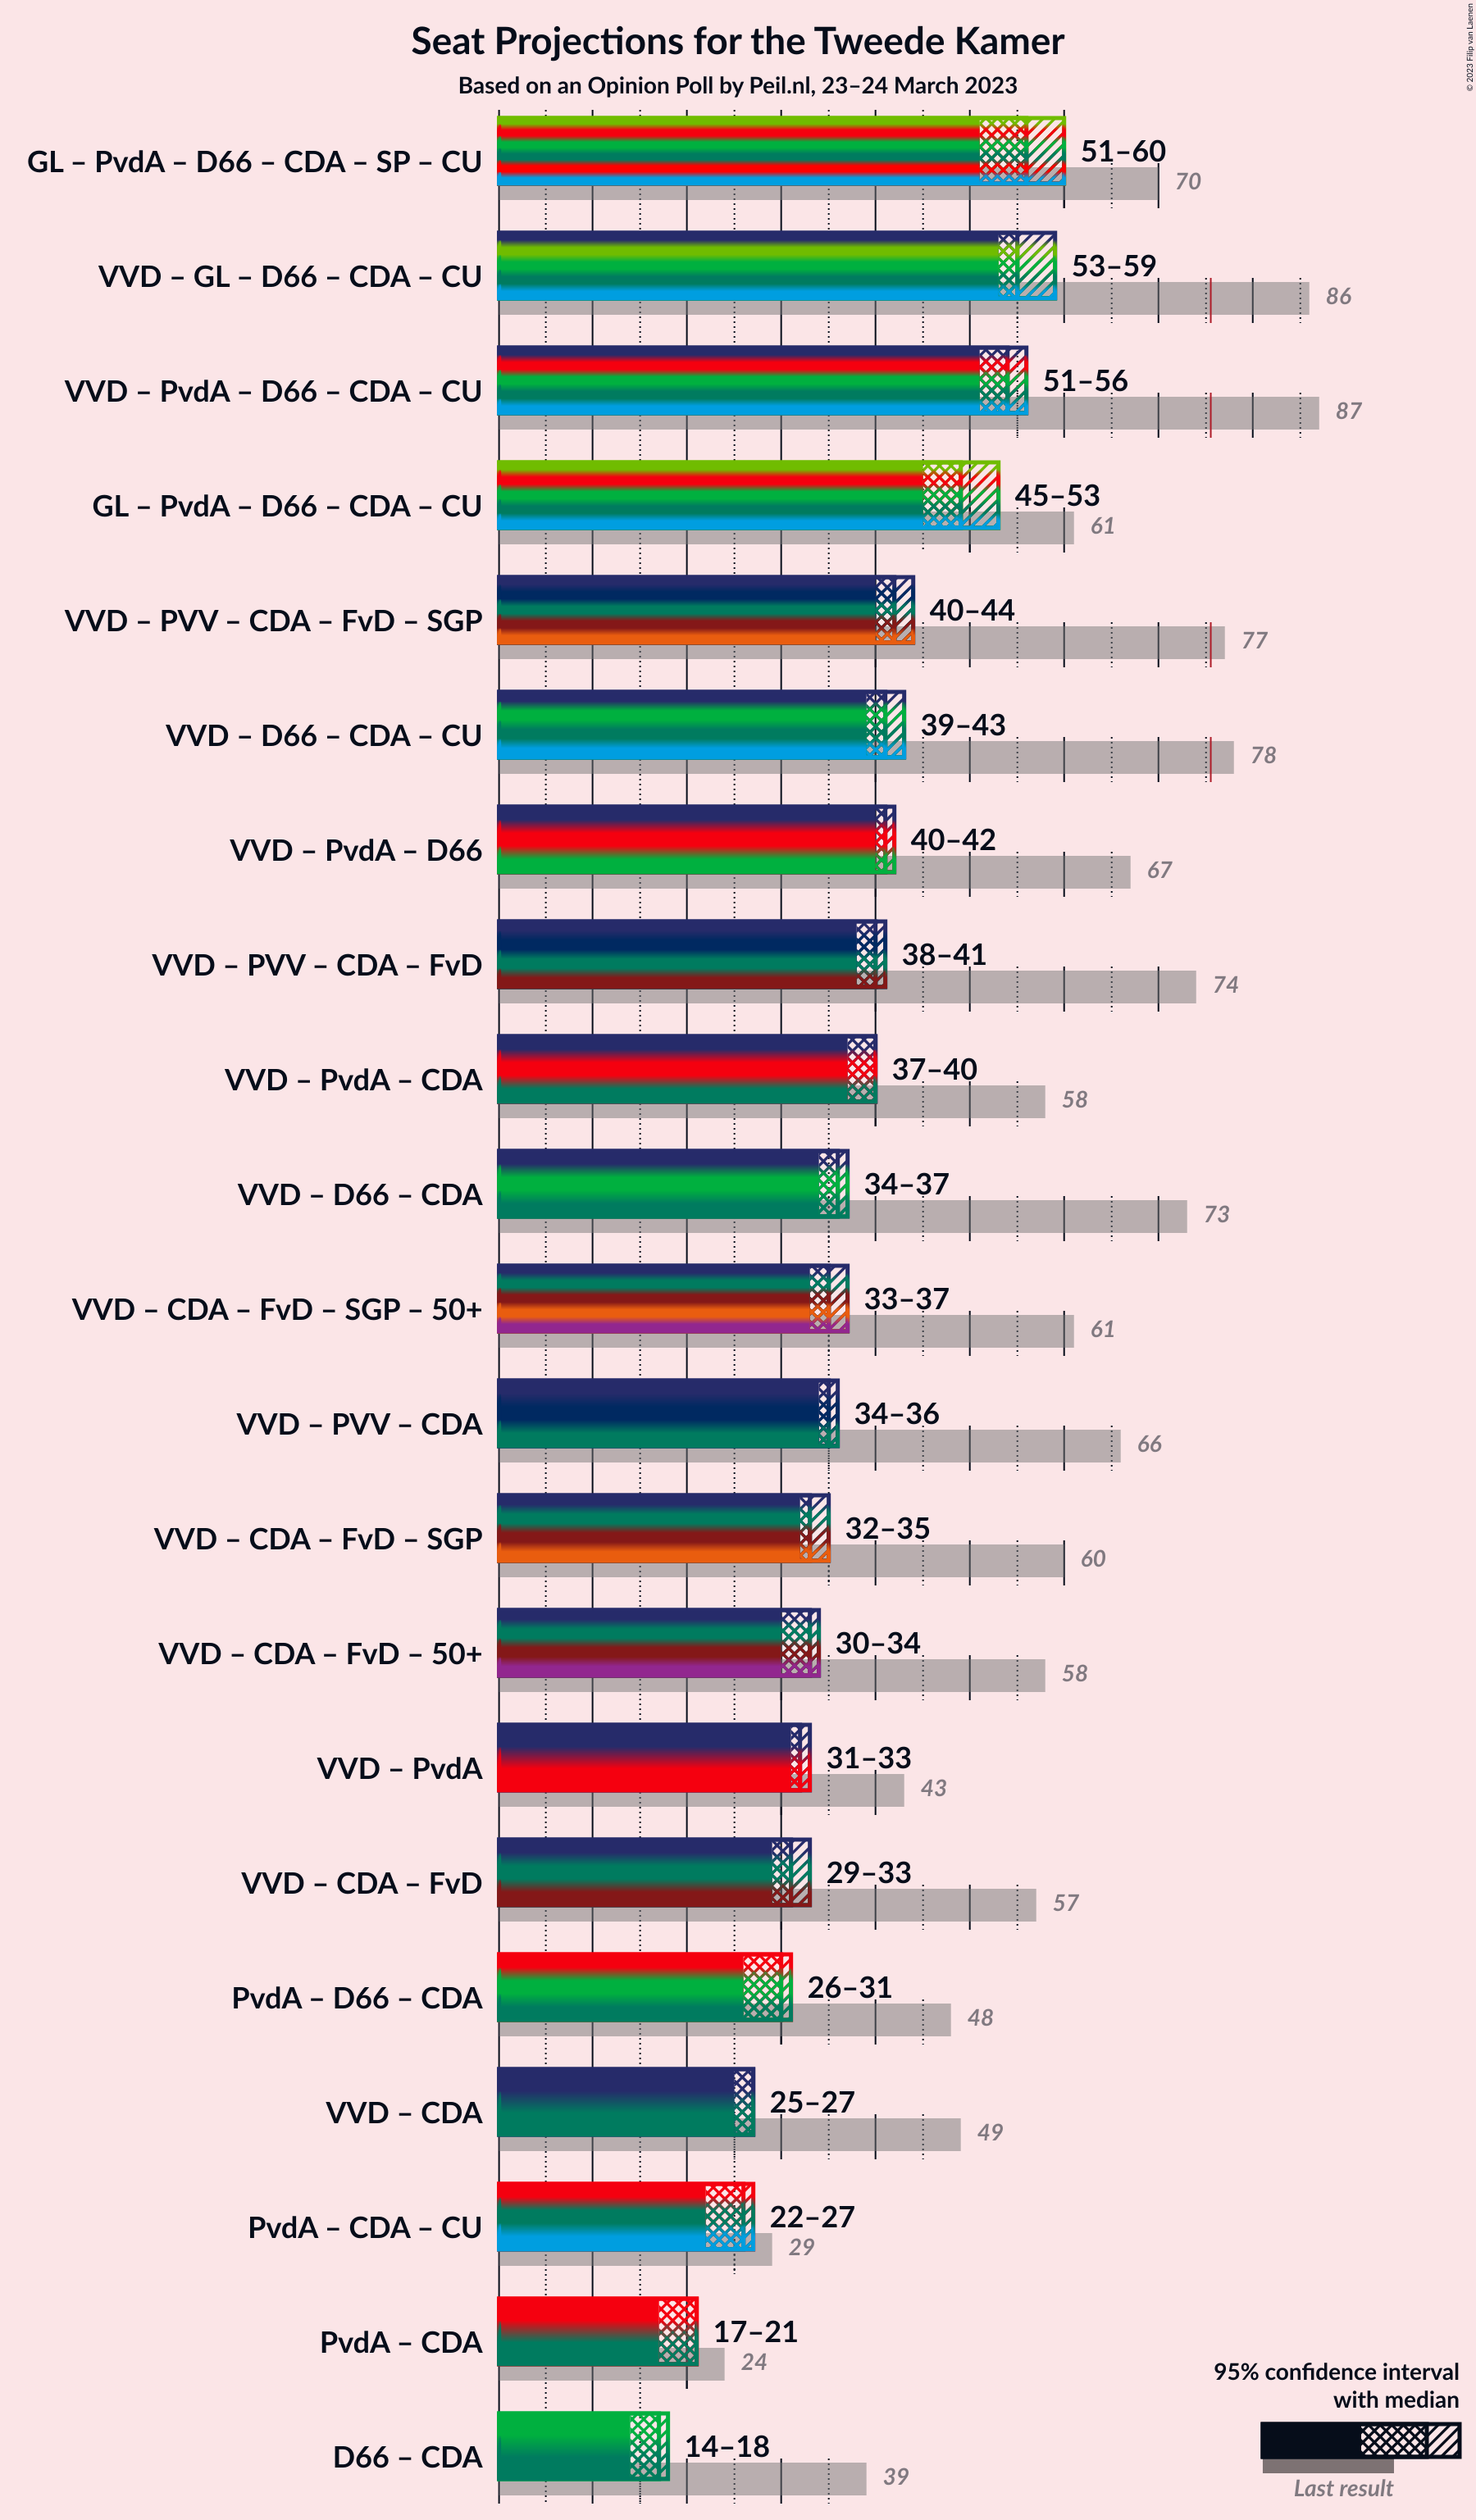 Seat Projections for the Tweede Kamer
Based on an Opinion Poll by Peil.nl, 23–24 March 2023
© 2023 Filip van Laenen
GL – PvdA – D66 – CDA – SP – CU
51–60
70
VVD – GL – D66 – CDA – CU
53–59
86
VVD – PvdA – D66 – CDA – CU
51–56
87
GL – PvdA – D66 – CDA – CU
45–53
61
VVD – PVV – CDA – FvD – SGP
40–44
77
VVD – D66 – CDA – CU
39–43
78
VVD – PvdA – D66
40–42
67
VVD – PVV – CDA – FvD
38–41
74
VVD – PvdA – CDA
37–40
58
VVD – D66 – CDA
34–37
73
VVD – CDA – FvD – SGP – 50+
33–37
61
VVD – PVV – CDA
34–36
66
VVD – CDA – FvD – SGP
32–35
60
VVD – CDA – FvD – 50+
30–34
58
VVD – PvdA
31–33
43
VVD – CDA – FvD
29–33
57
PvdA – D66 – CDA
26–31
48
VVD – CDA
25–27
49
PvdA – CDA – CU
22–27
29
PvdA – CDA
17–21
24
D66 – CDA
14–18
39
95% confidence interval
with median
Last result